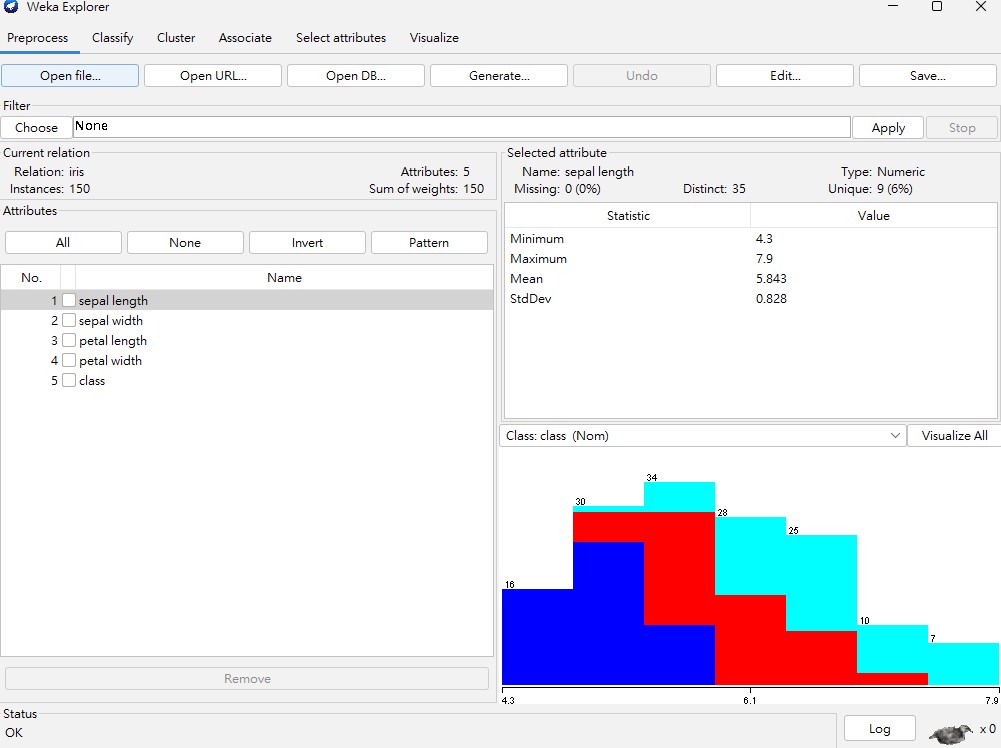 Weka Explorer
Preprocess Classify Cluster Associate Select attributes Visualize
Open file... Open URL... Open DB... Generate... Undo Edit... Save...
Filter
Choose None Apply Stop
Current relation
Relation: iris Attributes: 5
Instances: 150 Sum of weights: 150
Attributes
All None Invert Pattern
No. Name
1 sepal length
2 sepal width
3 petal length
4 petal width
5 class
Remove
Selected attribute
Name: sepal length Type: Numeric
Missing: 0 (0%) Distinct: 35 Unique: 9 (6%)
Statistic Value
Minimum 4.3
Maximum 7.9
Mean 5.843
StdDev 0.828
Class: class (Nom) Visualize All
16 30 34 28 25 10 7
4.3 6.1 7.9
Status
OK
Log x 0